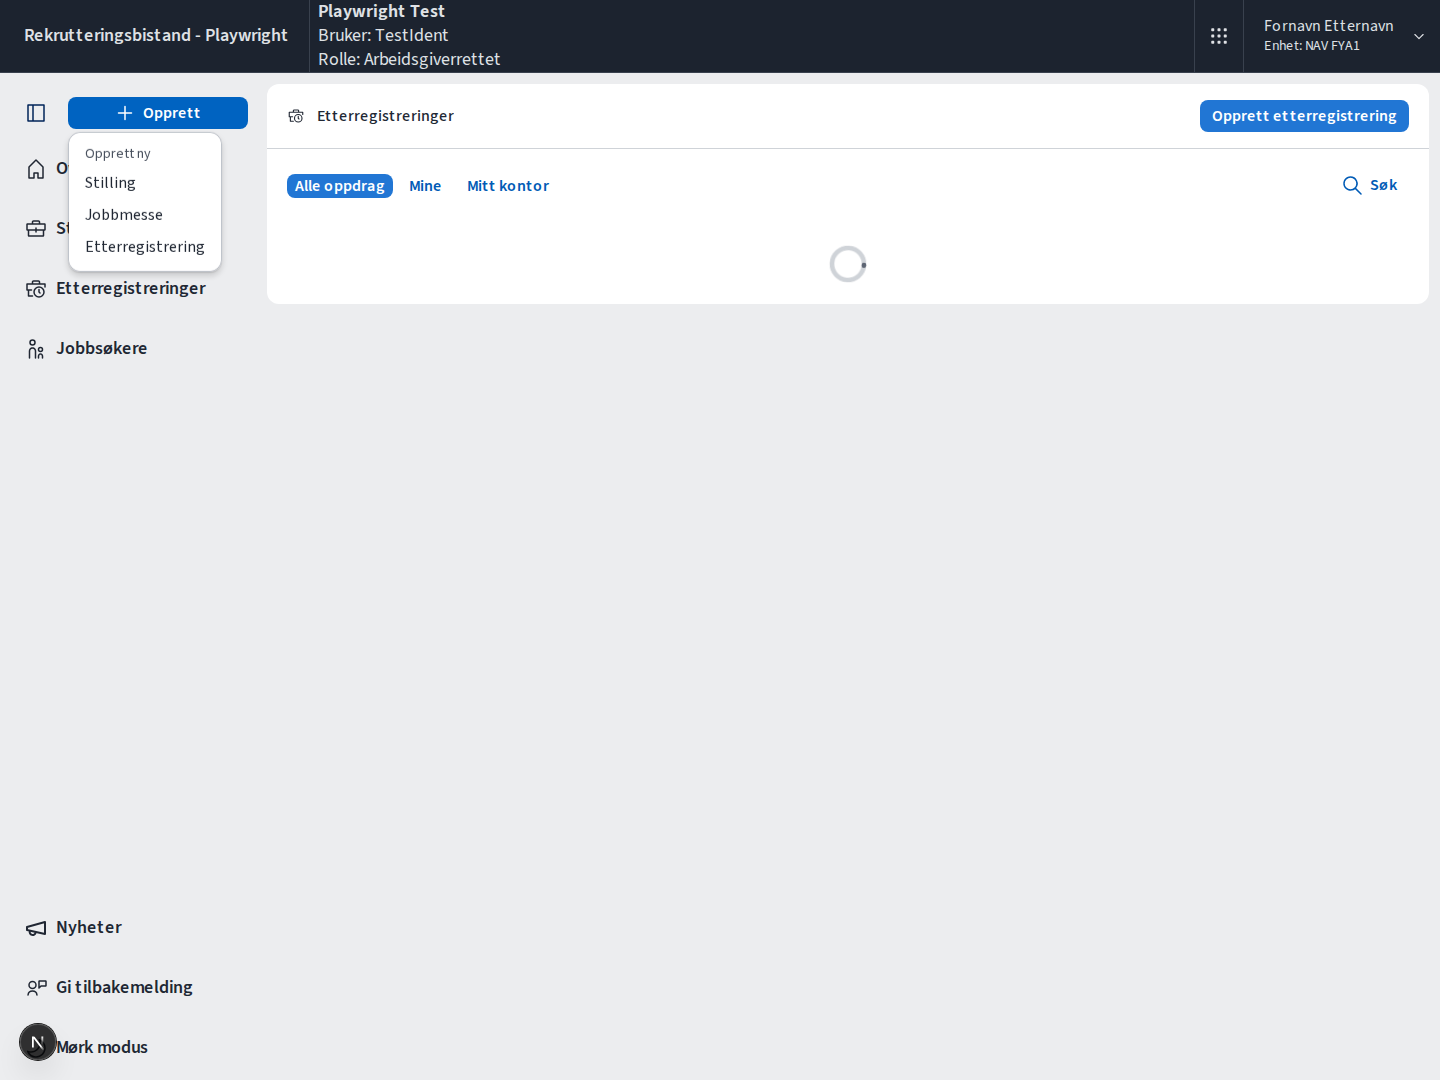 Rekrutteringsbistand - Playwright
Playwright Test
Bruker: TestIdent
Rolle: Arbeidsgiverrettet
Fornavn Etternavn
Enhet: NAV FYA1
Opprett
Opprett ny
Stilling
Jobbmesse
Etterregistrering
Etterregistreringer
Jobbsøkere
Nyheter
Gi tilbakemelding
Mørk modus
Etterregistreringer
Opprett etterregistrering
Alle oppdrag
Mine
Mitt kontor
Søk